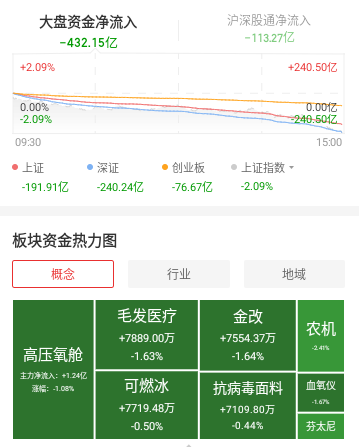 大盘资金净流入
沪深股通净流入
-432.15亿
-113.27亿
+2.09%
+240.50亿
0.00%
0.00亿
-2.09%
-240.50亿
09:30
15:00
上证
深证
创业板
上证指数
-191.91亿
-240.24亿
-76.67亿
-2.09%
板块资金热力图
概念
行业
地域
高压氧舱
主力净流入：+1.24亿
涨幅：-1.08%
毛发医疗
+7889.00万
-1.63%
金改
+7554.37万
-1.64%
农机
-2.41%
可燃冰
+7719.48万
-0.50%
抗病毒面料
+7109.80万
-0.44%
血氧仪
-1.67%
芬太尼